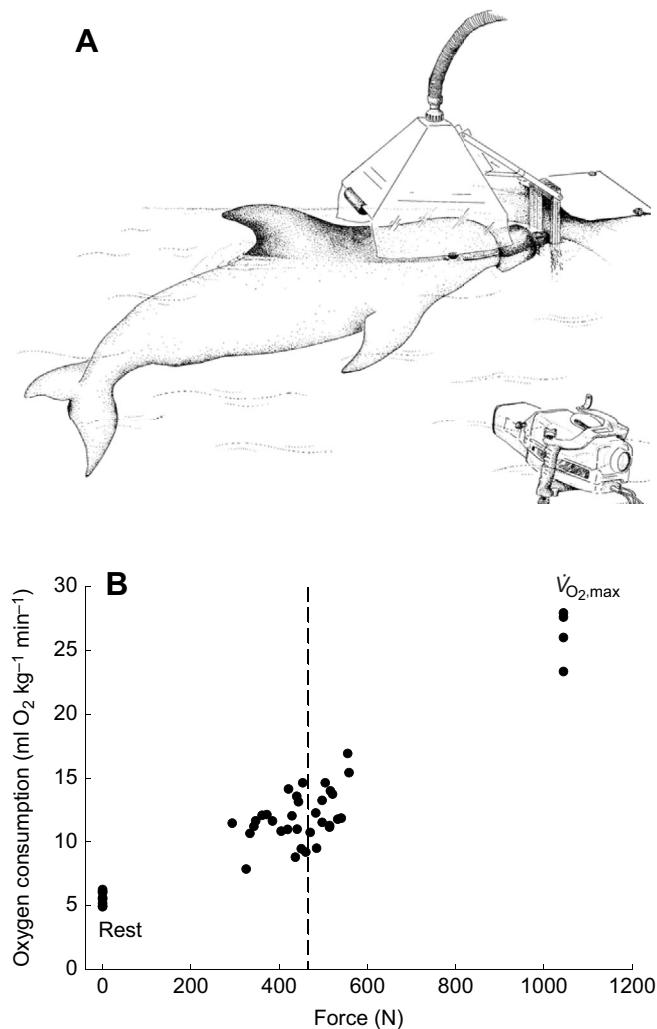 A
B
30
25
20
15
10
5
0
Oxygen consumption (ml O₂ kg⁻¹ min⁻¹)
V̇O₂,max
Rest
0 200 400 600 800 1000 1200
Force (N)